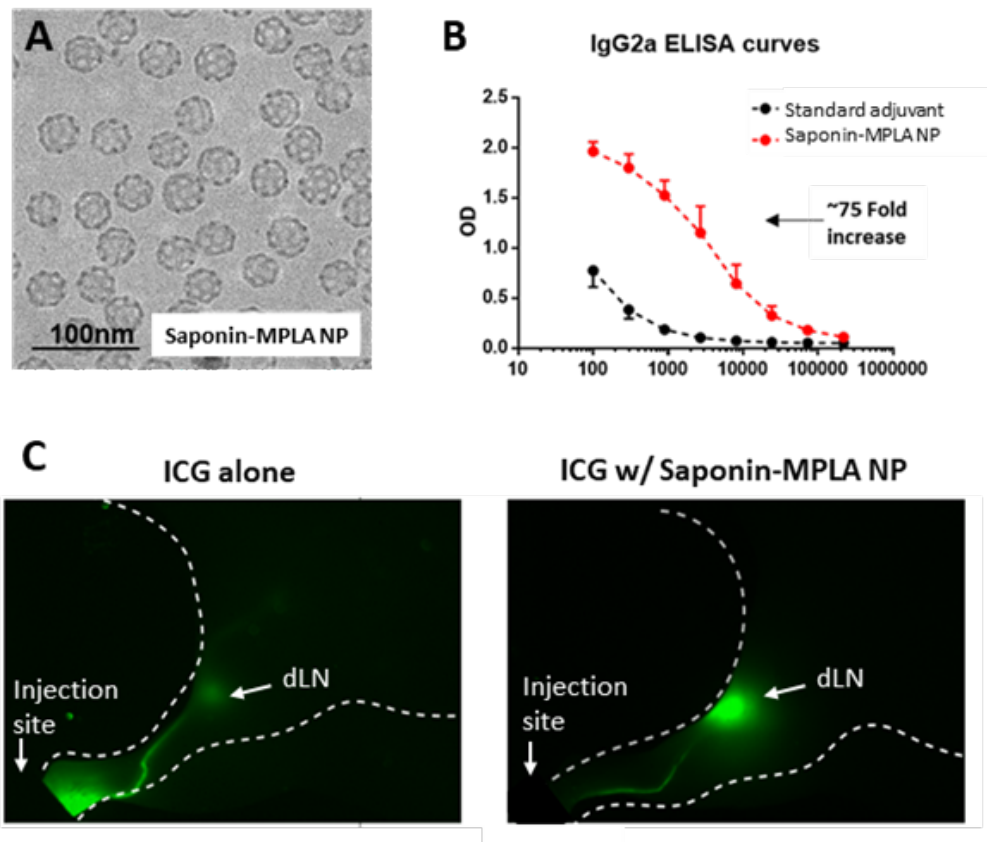 A
100nm
Saponin-MPLA NP
B
IgG2a ELISA curves
Standard adjuvant
Saponin-MPLA NP
~75 Fold
increase
OD
2.5
2.0
1.5
1.0
0.5
0.0
10 100 1000 10000 100000 1000000
C
ICG alone
Injection
site
dLN
ICG w/ Saponin-MPLA NP
Injection
site
dLN